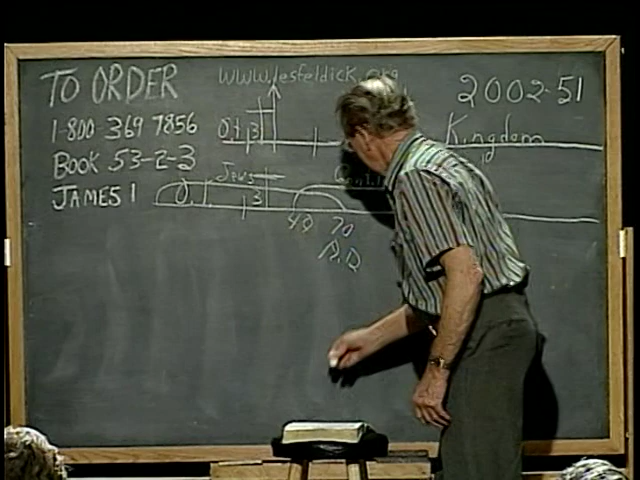 TO ORDER
www.lesfeldick.org
2002-51
1-800-369 7856
BOOK 53-2-3
JAMES 1
Kingdom
Jews
40 70
A.D